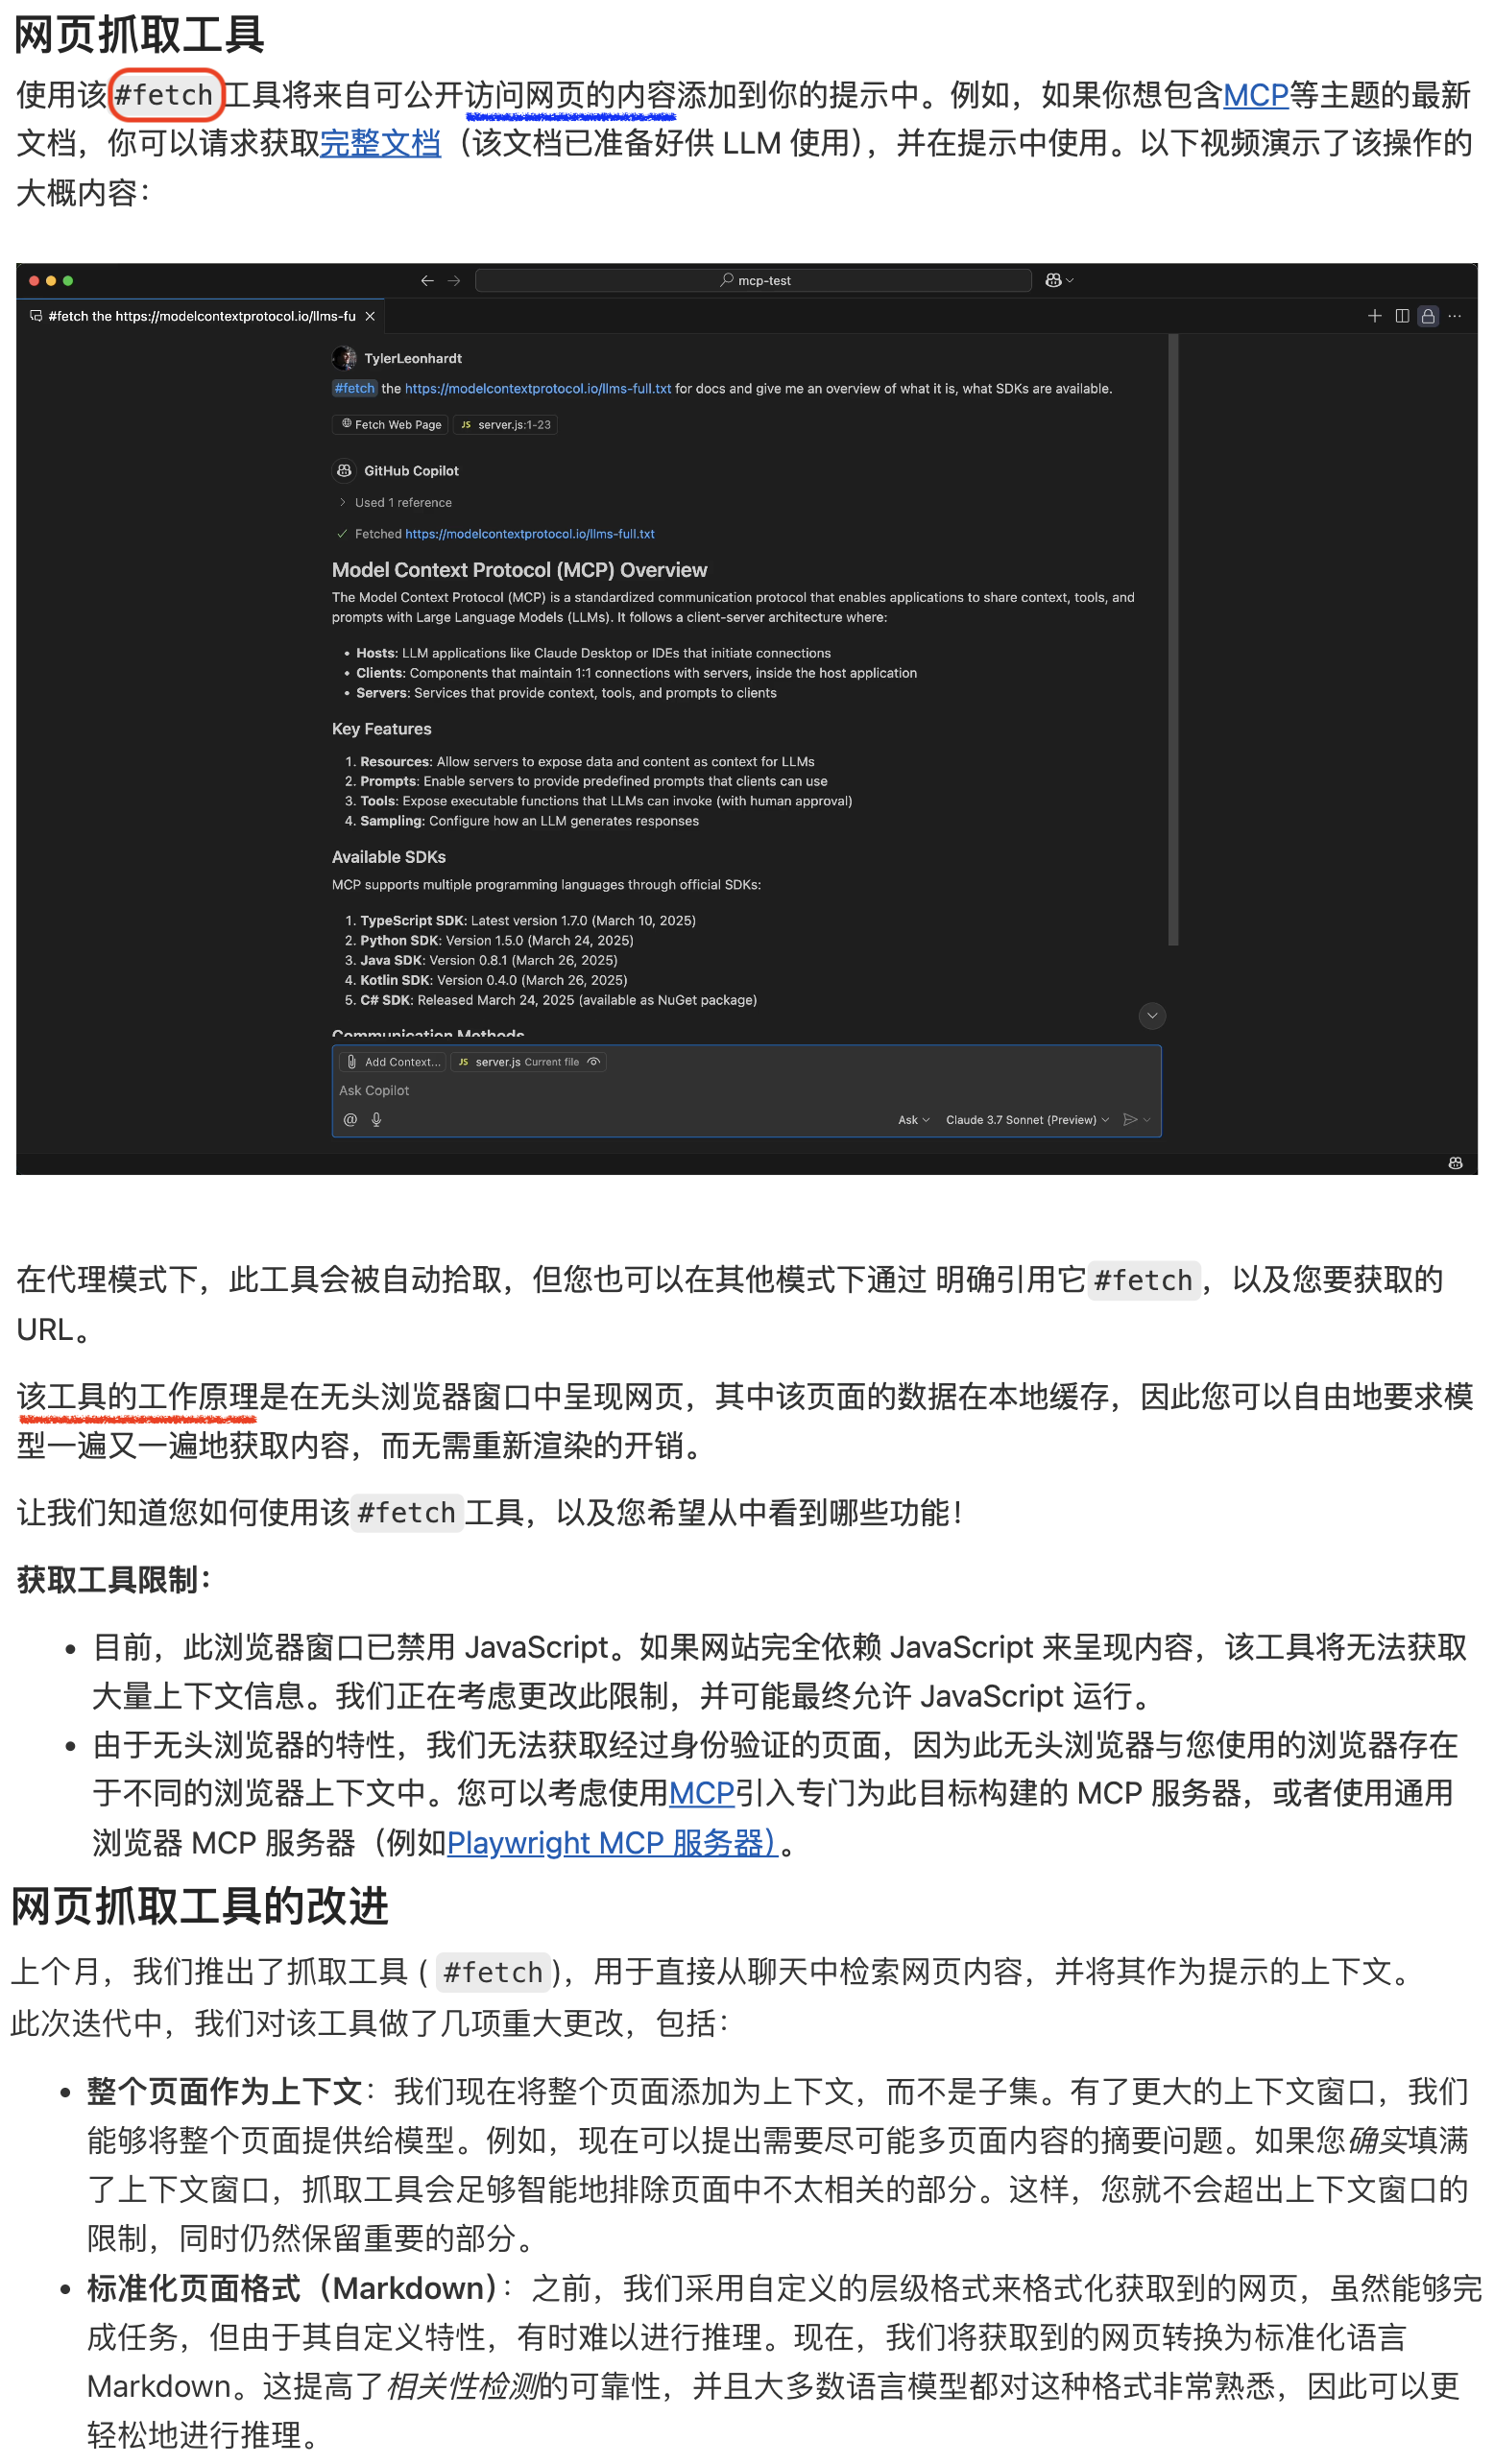 网页抓取工具
使用该 #fetch 工具将来自可公开访问网页的内容添加到你的提示中。例如，如果你想包含MCP等主题的最新
文档，你可以请求获取完整文档（该文档已准备好供 LLM 使用），并在提示中使用。以下视频演示了该操作的
大概内容：
mcp-test
#fetch the https://modelcontextprotocol.io/llms-fu
TylerLeonhardt
#fetch the https://modelcontextprotocol.io/llms-full.txt for docs and give me an overview of what it is, what SDKs are available.
Fetch Web Page JS server.js:1-23
GitHub Copilot
Used 1 reference
Fetched https://modelcontextprotocol.io/llms-full.txt
Model Context Protocol (MCP) Overview
The Model Context Protocol (MCP) is a standardized communication protocol that enables applications to share context, tools, and
prompts with Large Language Models (LLMs). It follows a client-server architecture where:
• Hosts: LLM applications like Claude Desktop or IDEs that initiate connections
• Clients: Components that maintain 1:1 connections with servers, inside the host application
• Servers: Services that provide context, tools, and prompts to clients
Key Features
1. Resources: Allow servers to expose data and content as context for LLMs
2. Prompts: Enable servers to provide predefined prompts that clients can use
3. Tools: Expose executable functions that LLMs can invoke (with human approval)
4. Sampling: Configure how an LLM generates responses
Available SDKs
MCP supports multiple programming languages through official SDKs:
1. TypeScript SDK: Latest version 1.7.0 (March 10, 2025)
2. Python SDK: Version 1.5.0 (March 24, 2025)
3. Java SDK: Version 0.8.1 (March 26, 2025)
4. Kotlin SDK: Version 0.4.0 (March 26, 2025)
5. C# SDK: Released March 24, 2025 (available as NuGet package)
Communication Methods
Add Context... JS server.js Current file
Ask Copilot
@ Ask Claude 3.7 Sonnet (Preview)
在代理模式下，此工具会被自动拾取，但您也可以在其他模式下通过 明确引用它 #fetch ，以及您要获取的
URL。
该工具的工作原理是在无头浏览器窗口中呈现网页，其中该页面的数据在本地缓存，因此您可以自由地要求模
型一遍又一遍地获取内容，而无需重新渲染的开销。
让我们知道您如何使用该 #fetch 工具，以及您希望从中看到哪些功能！
获取工具限制：
• 目前，此浏览器窗口已禁用 JavaScript。如果网站完全依赖 JavaScript 来呈现内容，该工具将无法获取
大量上下文信息。我们正在考虑更改此限制，并可能最终允许 JavaScript 运行。
• 由于无头浏览器的特性，我们无法获取经过身份验证的页面，因为此无头浏览器与您使用的浏览器存在
于不同的浏览器上下文中。您可以考虑使用MCP引入专门为此目标构建的 MCP 服务器，或者使用通用
浏览器 MCP 服务器（例如Playwright MCP 服务器）。
网页抓取工具的改进
上个月，我们推出了抓取工具 ( #fetch )，用于直接从聊天中检索网页内容，并将其作为提示的上下文。
此次迭代中，我们对该工具做了几项重大更改，包括：
• 整个页面作为上下文：我们现在将整个页面添加为上下文，而不是子集。有了更大的上下文窗口，我们
能够将整个页面提供给模型。例如，现在可以提出需要尽可能多页面内容的摘要问题。如果您确实填满
了上下文窗口，抓取工具会足够智能地排除页面中不太相关的部分。这样，您就不会超出上下文窗口的
限制，同时仍然保留重要的部分。
• 标准化页面格式（Markdown）：之前，我们采用自定义的层级格式来格式化获取到的网页，虽然能够完
成任务，但由于其自定义特性，有时难以进行推理。现在，我们将获取到的网页转换为标准化语言
Markdown。这提高了相关性检测的可靠性，并且大多数语言模型都对这种格式非常熟悉，因此可以更
轻松地进行推理。